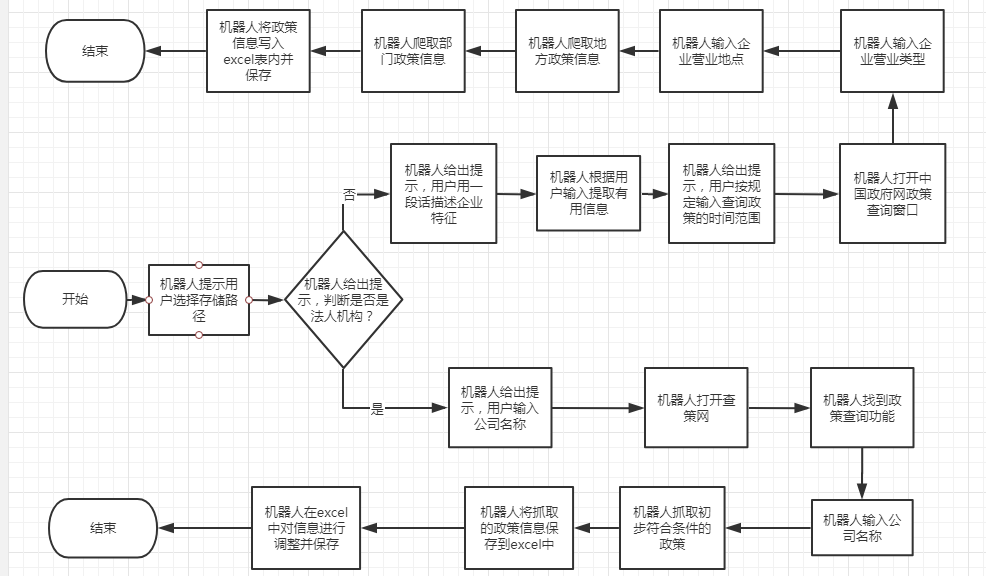 结束
机器人将政策
信息写入
excel表内并
保存
机器人爬取部
门政策信息
机器人爬取地
方政策信息
机器人输入企
业营业地点
机器人输入企
业营业类型
否
机器人给出提
示，用户用一
段话描述企业
特征
机器人根据用
户输入提取有
用信息
机器人给出提
示，用户按规
定输入查询政
策的时间范围
机器人打开中
国政府网政策
查询窗口
开始
机器人提示用
户选择存储路
径
机器人给出提
示，判断是否是
法人机构？
是
机器人给出提
示，用户输入
公司名称
机器人打开查
策网
机器人找到政
策查询功能
结束
机器人在excel
中对信息进行
调整并保存
机器人将抓取
的政策信息保
存到excel中
机器人抓取初
步符合条件的
政策
机器人输入公
司名称